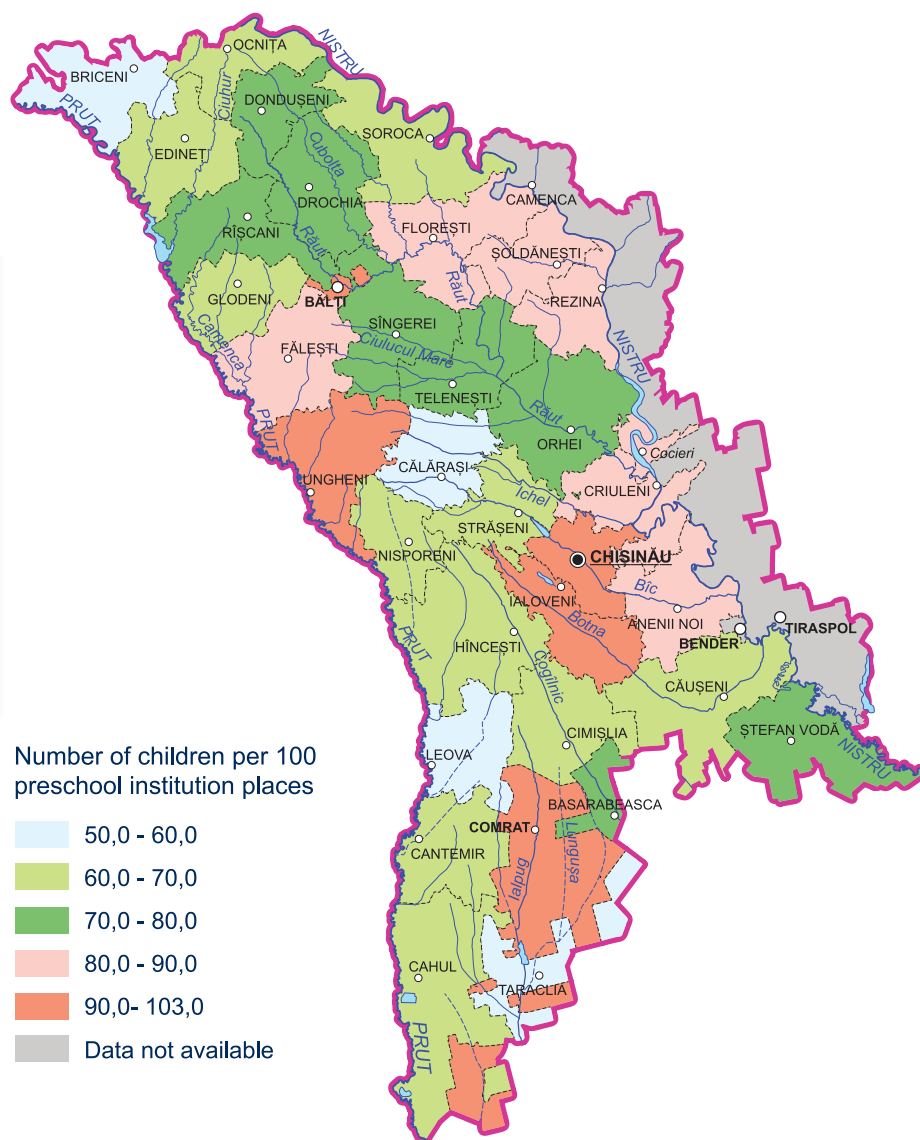 OCNIȚA
NISTRU
BRICENI
PRUT
Ciuhur
DONDUȘENI
SOROCA
EDINEȚ
Cubolta
CAMENCA
DROCHIA
RÎȘCANI
FLOREȘTI
ȘOLDĂNEȘTI
Răut
Răut
REZINA
GLODENI
BĂLȚI
SÎNGEREI
NISTRU
Camenca
FĂLEȘTI
Ciulucul Mare
TELENEȘTI
Răut
PRUT
ORHEI
Cocieri
CĂLĂRAȘI
UNGHENI
Ichel
CRIULENI
STRĂȘENI
NISPORENI
CHIȘINĂU
Bîc
IALOVENI
Botna
ANENII NOI
TIRASPOL
PRUT
HÎNCEȘTI
BENDER
Cogîlnic
CĂUȘENI
ȘTEFAN VODĂ
CIMIȘLIA
NISTRU
Number of children per 100
preschool institution places
LEOVA
BASARABEASCA
50,0 - 60,0
COMRAT
Lungușa
CANTEMIR
60,0 - 70,0
Ialpug
70,0 - 80,0
80,0 - 90,0
CAHUL
TARACLIA
90,0- 103,0
PRUT
Data not available